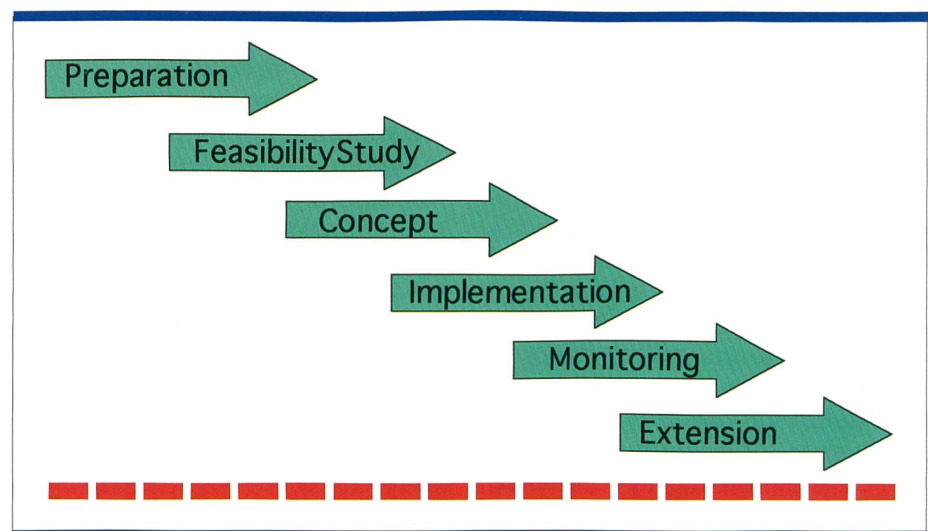 Preparation
FeasibilityStudy
Concept
Implementation
Monitoring
Extension